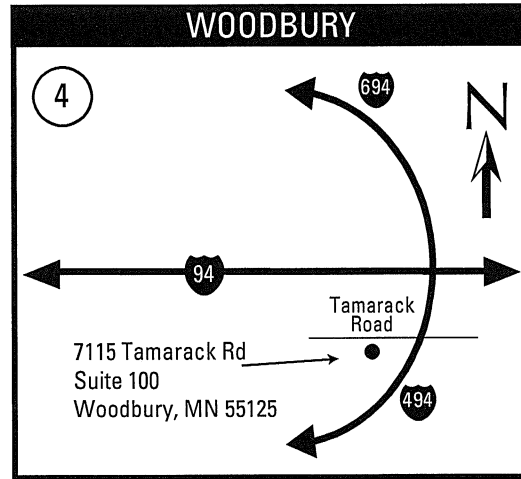 WOODBURY
4
694
N
94
Tamarack
Road
7115 Tamarack Rd
Suite 100
Woodbury, MN 55125
494